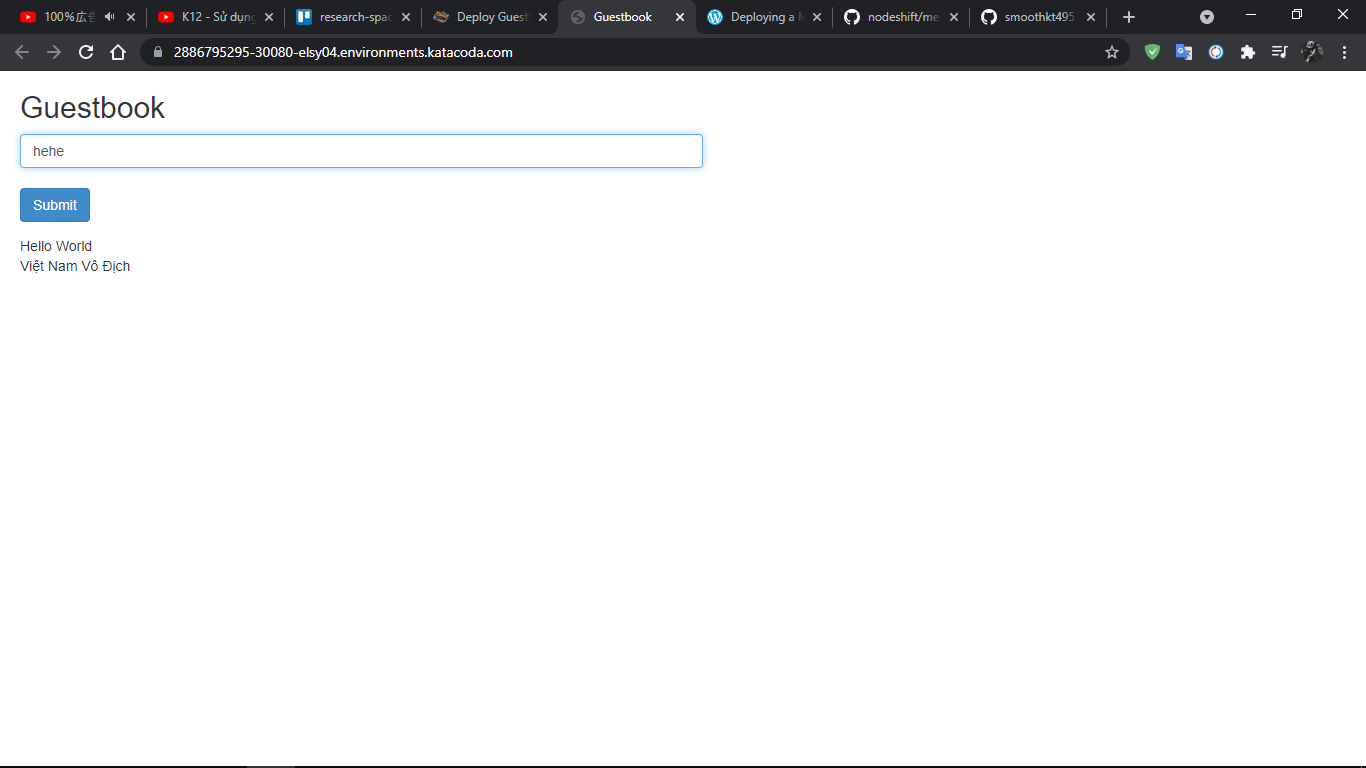 100%広
K12 - Sử dụng
research-spac
Deploy Guest
Guestbook
Deploying a
nodeshift/me
smoothkt495
2886795295-30080-elsy04.environments.katacoda.com
Guestbook
hehe
Submit
Hello World
Việt Nam Vô Địch